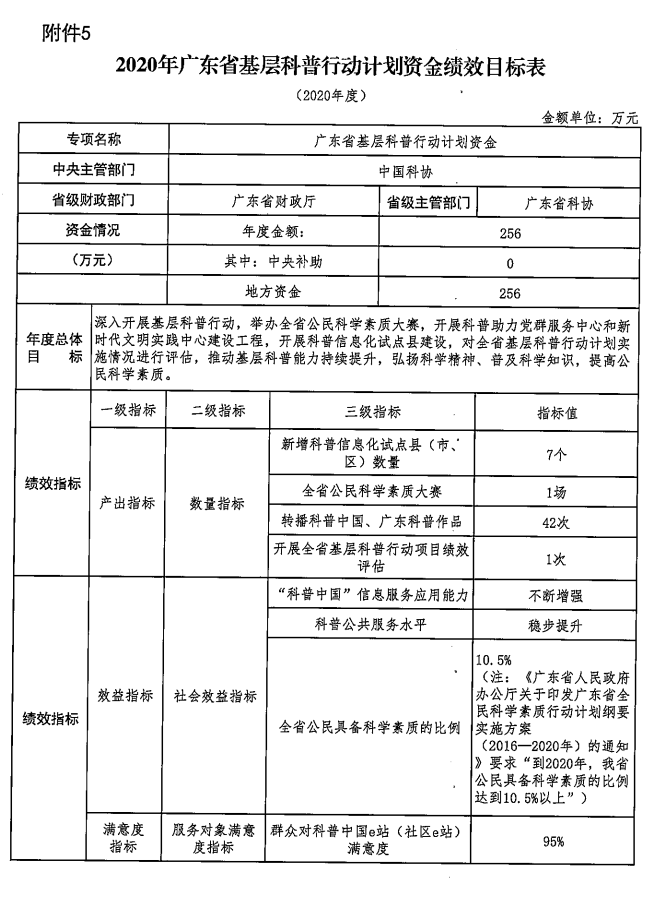 附件5
2020年广东省基层科普行动计划资金绩效目标表
（2020年度）
金额单位：万元
专项名称 广东省基层科普行动计划资金
中央主管部门 中国科协
省级财政部门 广东省财政厅 省级主管部门 广东省科协
资金情况 年度金额： 256
（万元） 其中：中央补助 0
地方资金 256
年度总体
目 标
深入开展基层科普行动，举办全省公民科学素质大赛，开展科普助力党群服务中心和新
时代文明实践中心建设工程，开展科普信息化试点县建设，对全省基层科普行动计划实
施情况进行评估，推动基层科普能力持续提升，弘扬科学精神、普及科学知识，提高公
民科学素质。
绩效指标
一级指标 二级指标 三级指标 指标值
产出指标 数量指标
新增科普信息化试点县（市、
区）数量
7个
全省公民科学素质大赛 1场
转播科普中国、广东科普作品 42次
开展全省基层科普行动项目绩效
评估
1次
绩效指标
效益指标 社会效益指标
“科普中国”信息服务应用能力 不断增强
科普公共服务水平 稳步提升
全省公民具备科学素质的比例
10.5%
（注：《广东省人民政府
办公厅关于印发广东省全
民科学素质行动计划纲要
实施方案
（2016—2020年）的通知
》要求“到2020年，我省
公民具备科学素质的比例
达到10.5%以上”）
满意度
指标
服务对象满意
度指标
群众对科普中国e站（社区e站）
满意度
95%